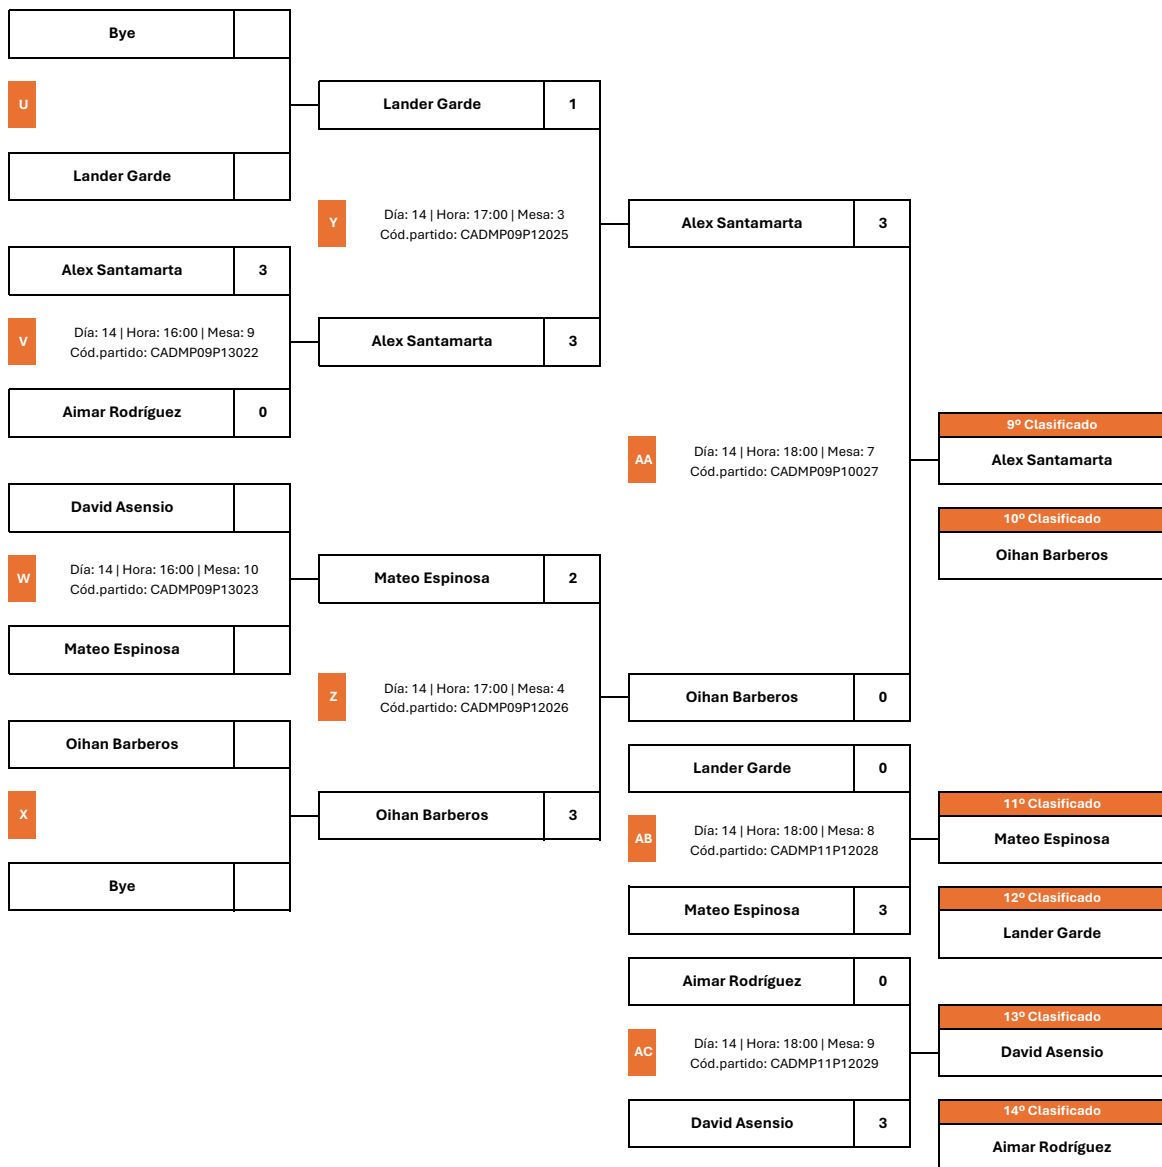 Bye
U
Lander Garde
Alex Santamarta 3
V
Día: 14 | Hora: 16:00 | Mesa: 9
Cód.partido: CADMP09P13022
Aimar Rodríguez 0
David Asensio
W
Día: 14 | Hora: 16:00 | Mesa: 10
Cód.partido: CADMP09P13023
Mateo Espinosa
Oihan Barberos
X
Bye
Lander Garde 1
Y
Día: 14 | Hora: 17:00 | Mesa: 3
Cód.partido: CADMP09P12025
Alex Santamarta 3
Mateo Espinosa 2
Z
Día: 14 | Hora: 17:00 | Mesa: 4
Cód.partido: CADMP09P12026
Oihan Barberos 3
Alex Santamarta 3
AA
Día: 14 | Hora: 18:00 | Mesa: 7
Cód.partido: CADMP09P10027
Oihan Barberos 0
Lander Garde 0
AB
Día: 14 | Hora: 18:00 | Mesa: 8
Cód.partido: CADMP11P12028
Mateo Espinosa 3
Aimar Rodríguez 0
AC
Día: 14 | Hora: 18:00 | Mesa: 9
Cód.partido: CADMP11P12029
David Asensio 3
9º Clasificado
Alex Santamarta
10º Clasificado
Oihan Barberos
11º Clasificado
Mateo Espinosa
12º Clasificado
Lander Garde
13º Clasificado
David Asensio
14º Clasificado
Aimar Rodríguez